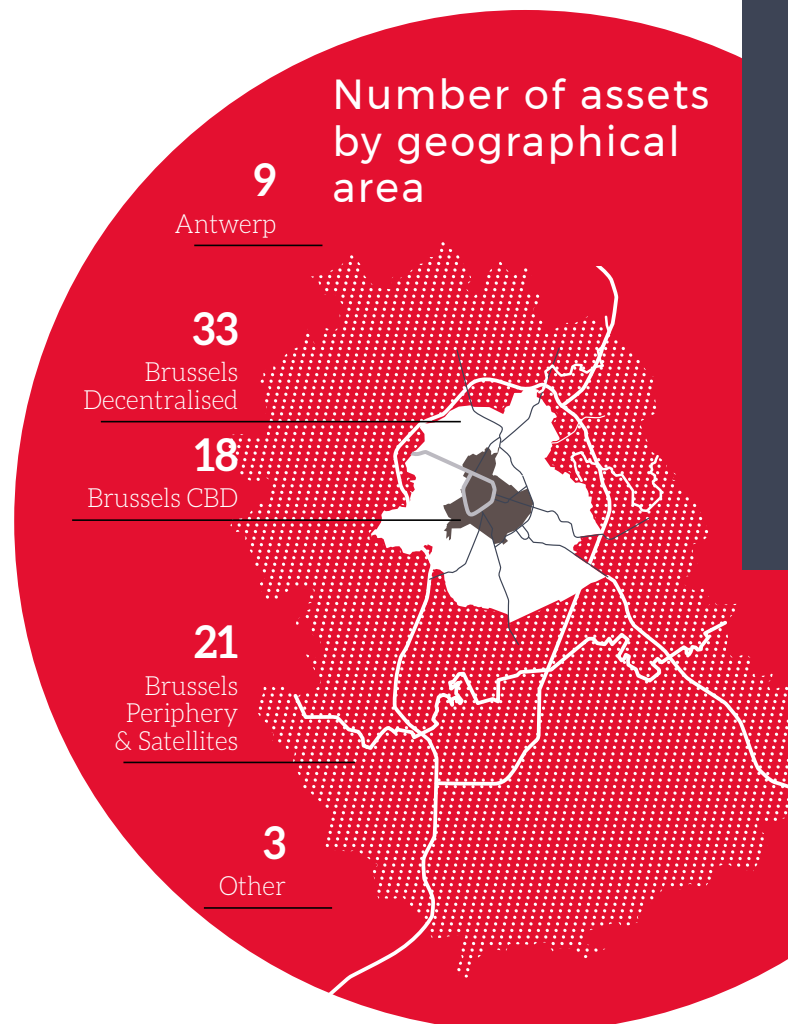 Number of assets
by geographical
area
9
Antwerp
33
Brussels
Decentralised
18
Brussels CBD
21
Brussels
Periphery
& Satellites
3
Other